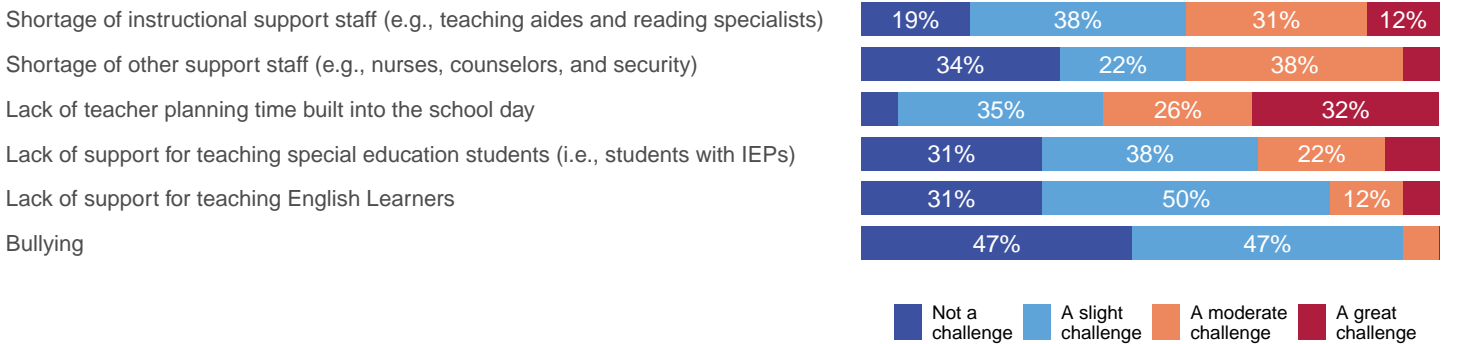 Shortage of instructional support staff (e.g., teaching aides and reading specialists) 19% 38% 31% 12%
Shortage of other support staff (e.g., nurses, counselors, and security) 34% 22% 38%
Lack of teacher planning time built into the school day 35% 26% 32%
Lack of support for teaching special education students (i.e., students with IEPs) 31% 38% 22%
Lack of support for teaching English Learners 31% 50% 12%
Bullying 47% 47%
Not a challenge A slight challenge A moderate challenge A great challenge